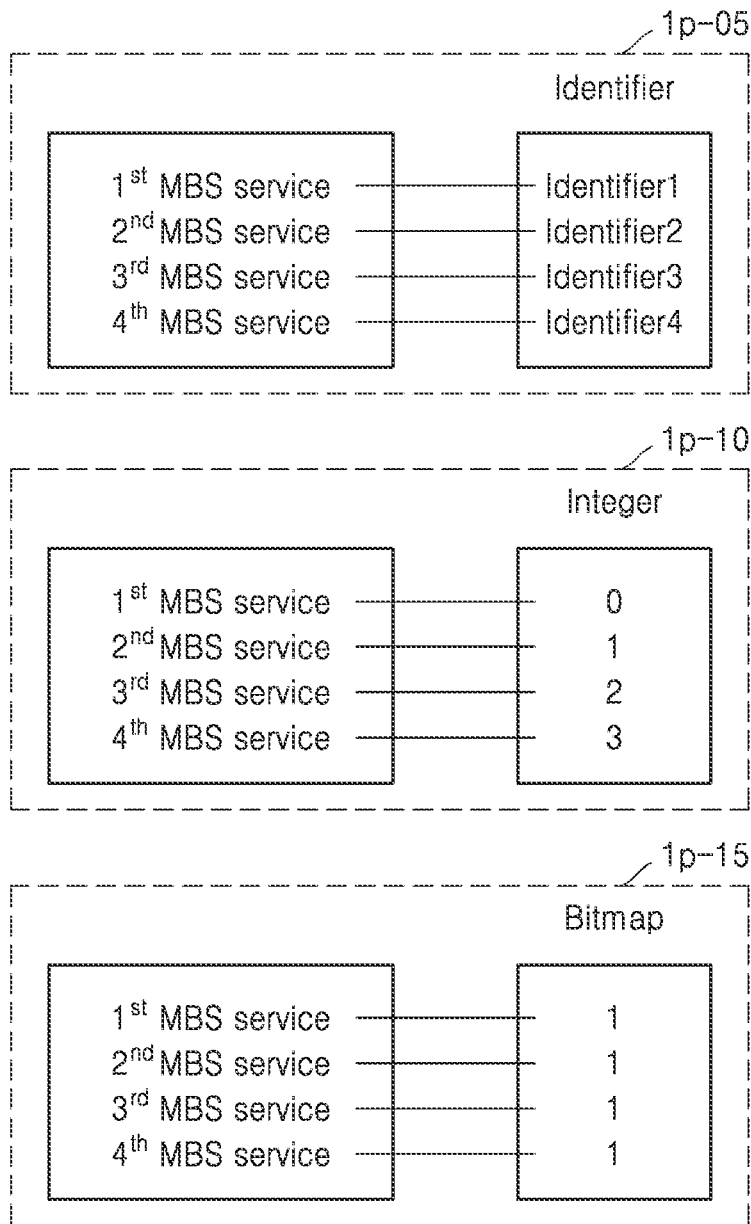 1p-05
Identifier
1st MBS service Identifier1
2nd MBS service Identifier2
3rd MBS service Identifier3
4th MBS service Identifier4
1p-10
Integer
1st MBS service 0
2nd MBS service 1
3rd MBS service 2
4th MBS service 3
1p-15
Bitmap
1st MBS service 1
2nd MBS service 1
3rd MBS service 1
4th MBS service 1